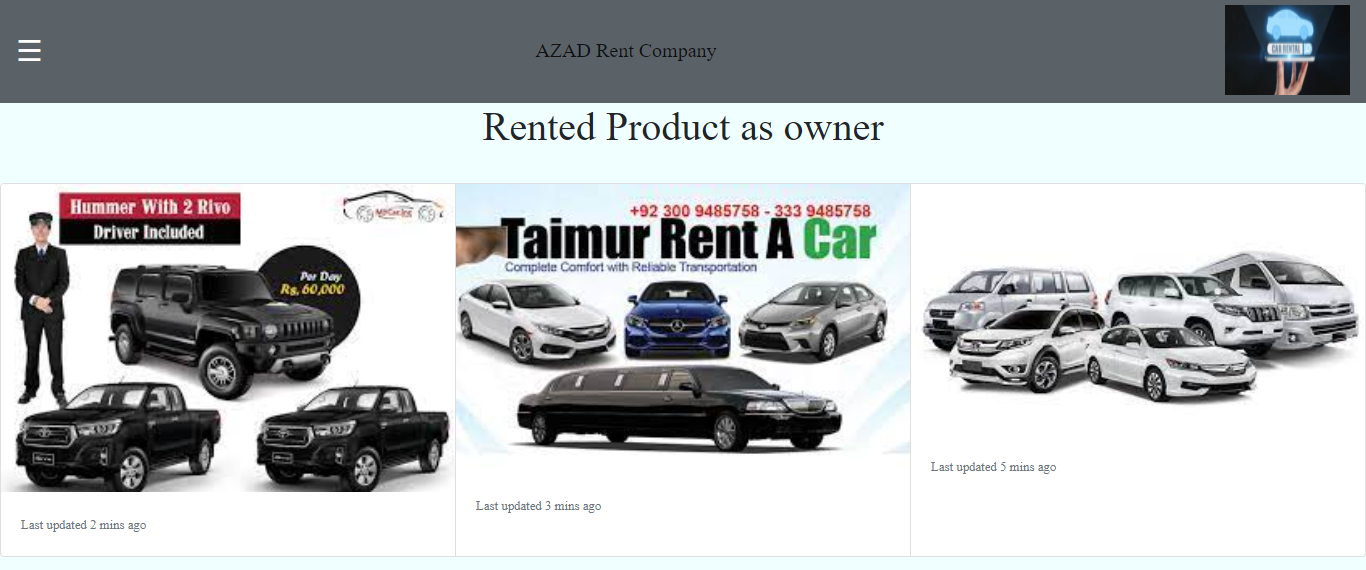 ☰
AZAD Rent Company
CAR RENTAL
Rented Product as owner
Hummer With 2 Rivo
Driver Included
Per Day
Rs, 60,000
Last updated 2 mins ago
+92 300 9485758 - 333 9485758
Taimur Rent A Car
Complete Comfort with Reliable Transportation
Last updated 3 mins ago
Last updated 5 mins ago